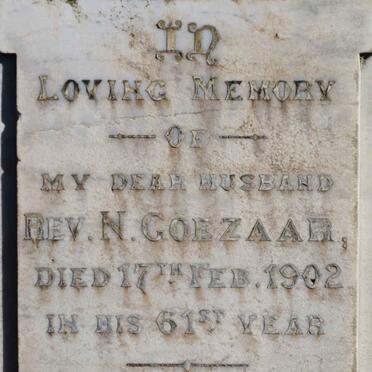 IN
LOVING MEMORY
OF
MY DEAR HUSBAND
REV. N. GOEZAAR,
DIED 17TH FEB. 1902
IN HIS 61ST YEAR